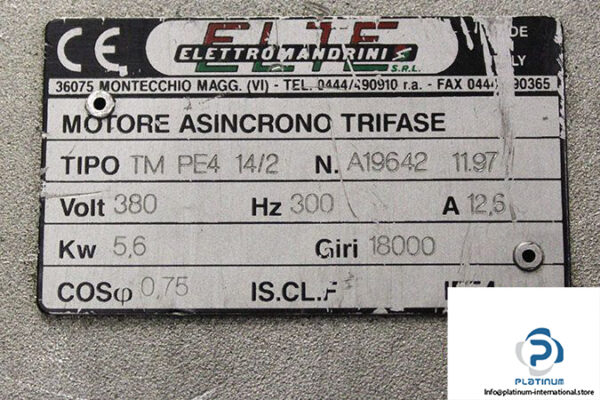 CE ELTE
ELETTROMANDRINI S.R.L.
36075 MONTECCHIO MAGG. (VI) - TEL. 0444/490910 r.a. - FAX 0444/490365
MOTORE ASINCRONO TRIFASE
TIPO TM PE4 14/2 N. A19642 11.97
Volt 380 Hz 300 A 12,6
Kw 5,6 Giri 18000
COSφ 0,75 IS.CL.F
PLATINUM
www.platinum-international.store